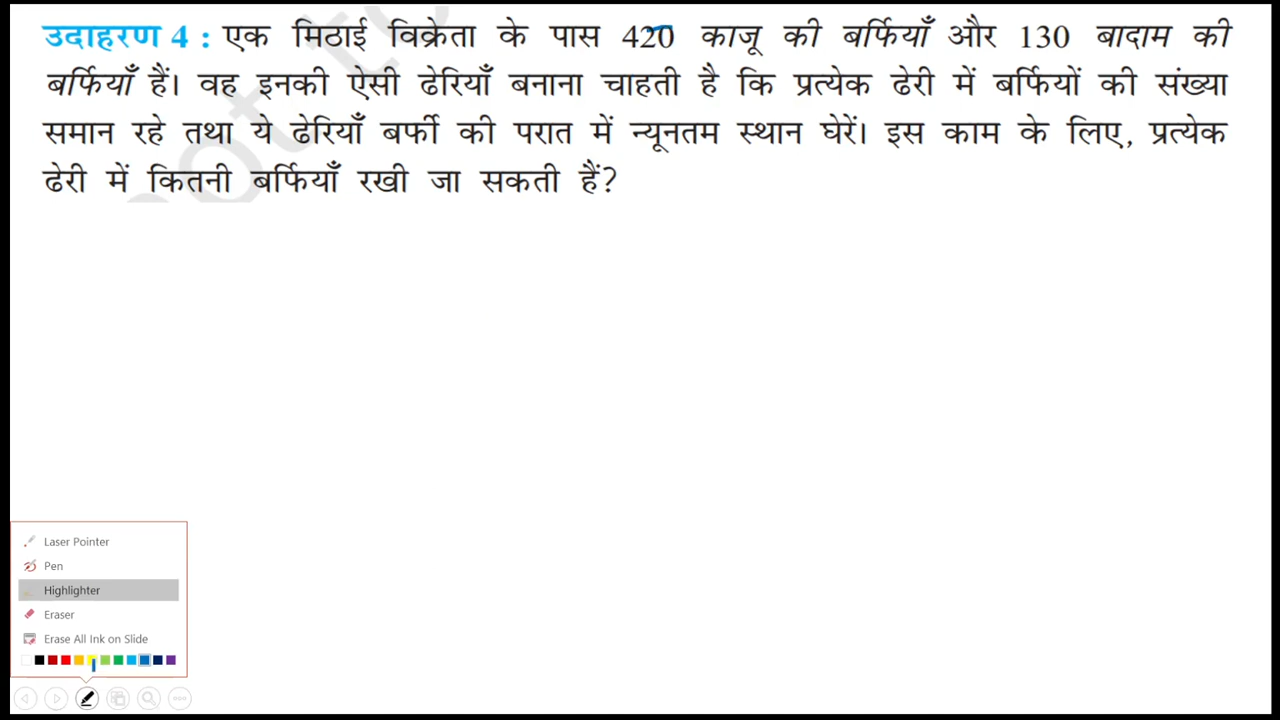 उदाहरण 4 : एक मिठाई विक्रेता के पास 420 काजू की बर्फियाँ और 130 बादाम की
बर्फियाँ हैं। वह इनकी ऐसी ढेरियाँ बनाना चाहती है कि प्रत्येक ढेरी में बर्फियों की संख्या
समान रहे तथा ये ढेरियाँ बर्फी की परात में न्यूनतम स्थान घेरें। इस काम के लिए, प्रत्येक
ढेरी में कितनी बर्फियाँ रखी जा सकती हैं?
Laser Pointer
Pen
Highlighter
Eraser
Erase All Ink on Slide